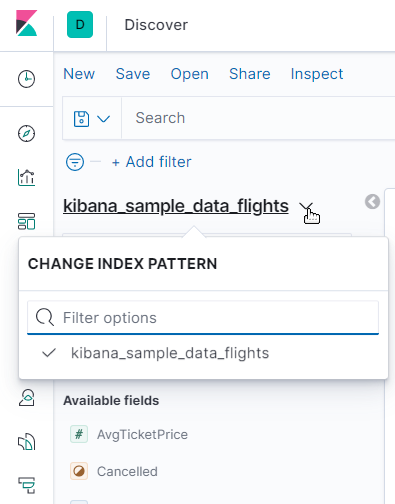 D Discover
New Save Open Share Inspect
Search
+ Add filter
kibana_sample_data_flights
CHANGE INDEX PATTERN
Filter options
kibana_sample_data_flights
Available fields
# AvgTicketPrice
Cancelled